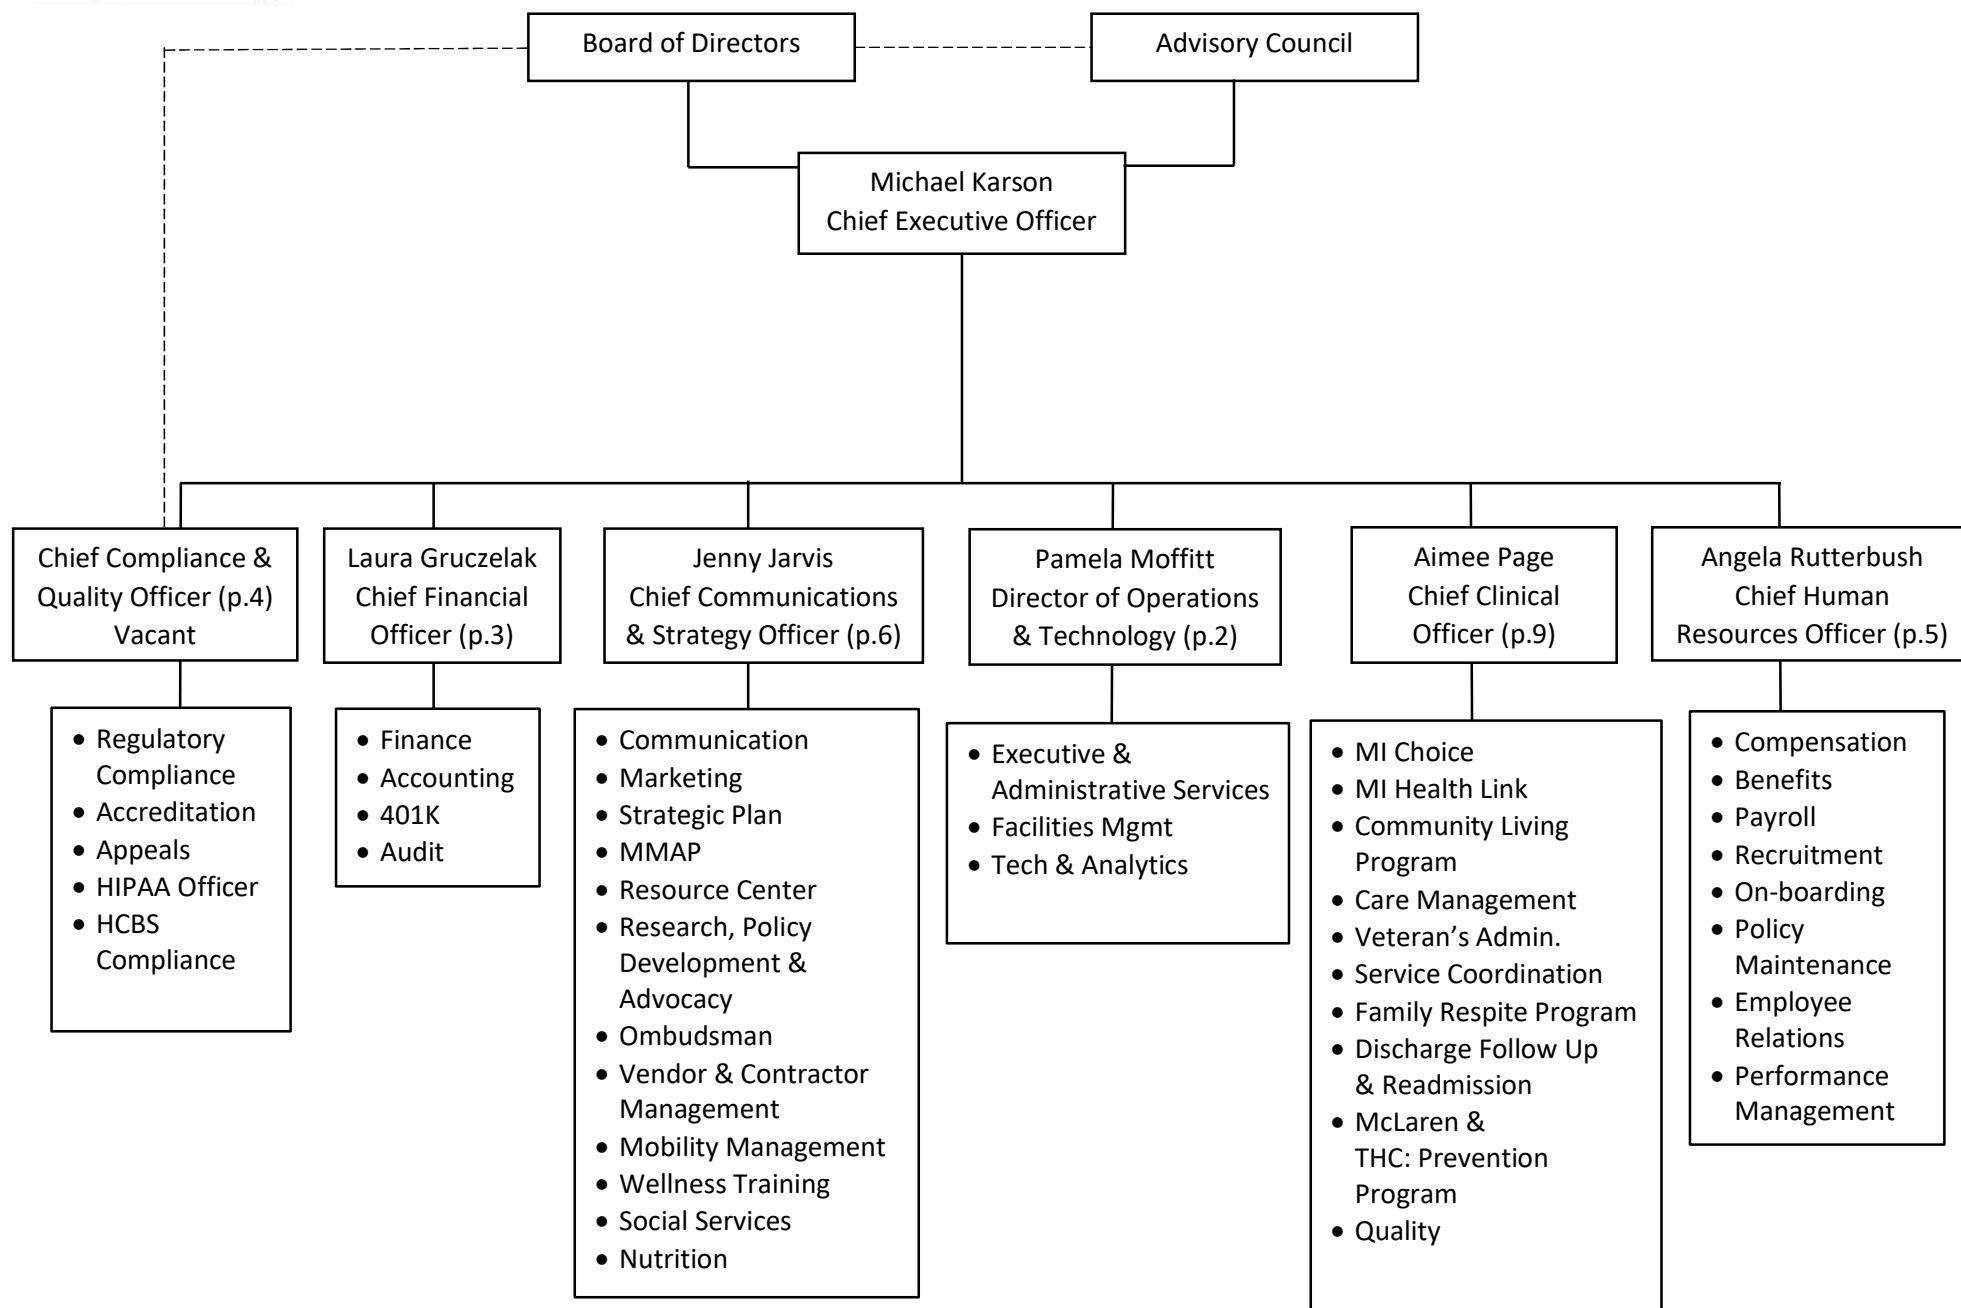 Board of Directors
Advisory Council
Michael Karson
Chief Executive Officer
Chief Compliance &
Quality Officer (p.4)
Vacant
Laura Gruczelak
Chief Financial
Officer (p.3)
Jenny Jarvis
Chief Communications
& Strategy Officer (p.6)
Pamela Moffitt
Director of Operations
& Technology (p.2)
Aimee Page
Chief Clinical
Officer (p.9)
Angela Rutterbush
Chief Human
Resources Officer (p.5)
• Regulatory
Compliance
• Accreditation
• Appeals
• HIPAA Officer
• HCBS
Compliance
• Finance
• Accounting
• 401K
• Audit
• Communication
• Marketing
• Strategic Plan
• MMAP
• Resource Center
• Research, Policy
Development &
Advocacy
• Ombudsman
• Vendor & Contractor
Management
• Mobility Management
• Wellness Training
• Social Services
• Nutrition
• Executive &
Administrative Services
• Facilities Mgmt
• Tech & Analytics
• MI Choice
• MI Health Link
• Community Living
Program
• Care Management
• Veteran’s Admin.
• Service Coordination
• Family Respite Program
• Discharge Follow Up
& Readmission
• McLaren &
THC: Prevention
Program
• Quality
• Compensation
• Benefits
• Payroll
• Recruitment
• On-boarding
• Policy
Maintenance
• Employee
Relations
• Performance
Management